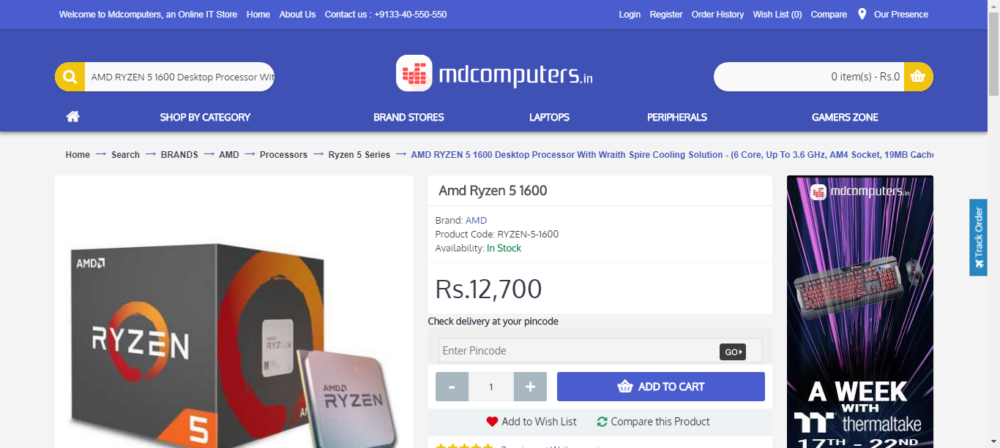 Welcome to Mdcomputers, an Online IT Store Home About Us Contact us : +9133-40-550-550 Login Register Order History Wish List (0) Compare Our Presence
AMD RYZEN 5 1600 Desktop Processor Wit
mdcomputers.in
0 item(s) - Rs.0
SHOP BY CATEGORY BRAND STORES LAPTOPS PERIPHERALS GAMERS ZONE
Home → Search → BRANDS → AMD → Processors → Ryzen 5 Series → AMD RYZEN 5 1600 Desktop Processor With Wraith Spire Cooling Solution - (6 Core, Up To 3.6 GHz, AM4 Socket, 19MB Cache
AMD
RYZEN
5
AMD
RYZEN
AMD
RYZEN
Amd Ryzen 5 1600
Brand: AMD
Product Code: RYZEN-5-1600
Availability: In Stock
Rs.12,700
Check delivery at your pincode
Enter Pincode GO
- 1 + ADD TO CART
Add to Wish List Compare this Product
mdcomputers.in
A WEEK
WITH
thermaltake
17TH - 22ND
Track Order